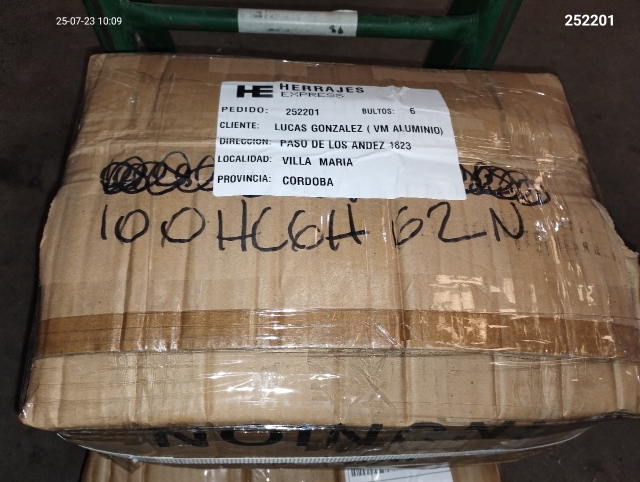 25-07-23 10:09
252201
HE HERRAJES
EXPRESS
PEDIDO: 252201 BULTOS: 6
CLIENTE: LUCAS GONZALEZ ( VM ALUMINIO)
DIRECCION: PASO DE LOS ANDEZ 1823
LOCALIDAD: VILLA MARIA
PROVINCIA: CORDOBA
100HC6H 62N